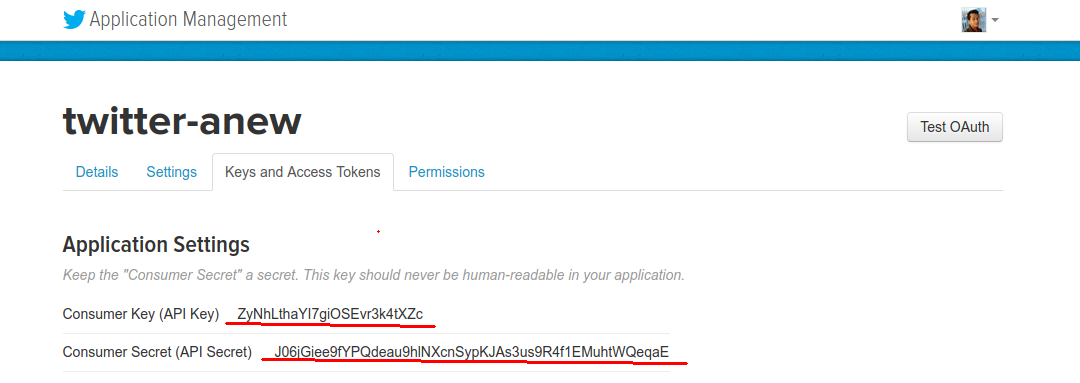 Application Management
twitter-anew
Test OAuth
Details Settings Keys and Access Tokens Permissions
Application Settings
Keep the "Consumer Secret" a secret. This key should never be human-readable in your application.
Consumer Key (API Key)
Consumer Secret (API Secret)